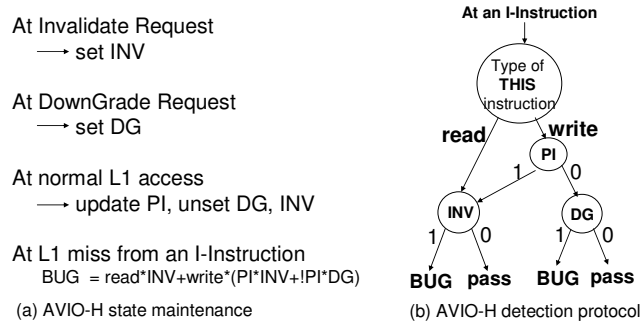 At Invalidate Request
→ set INV
At DownGrade Request
→ set DG
At normal L1 access
→ update PI, unset DG, INV
At L1 miss from an I-Instruction
BUG = read*INV+write*(PI*INV+!PI*DG)
(a) AVIO-H state maintenance
At an I-Instruction
Type of
THIS
instruction
read
write
PI
1
0
INV
DG
1
0
1
0
BUG
pass
BUG
pass
(b) AVIO-H detection protocol